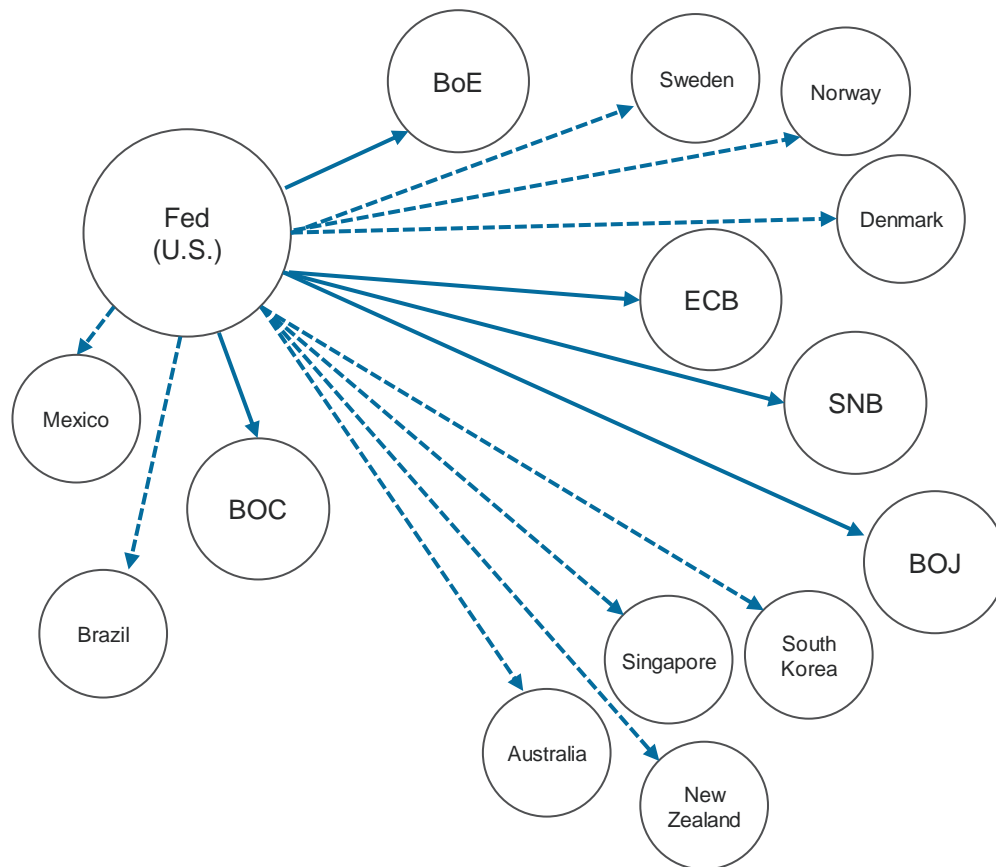 BoE
Sweden
Norway
Fed
(U.S.)
Denmark
ECB
SNB
Mexico
BOC
BOJ
Brazil
Singapore
South
Korea
Australia
New
Zealand